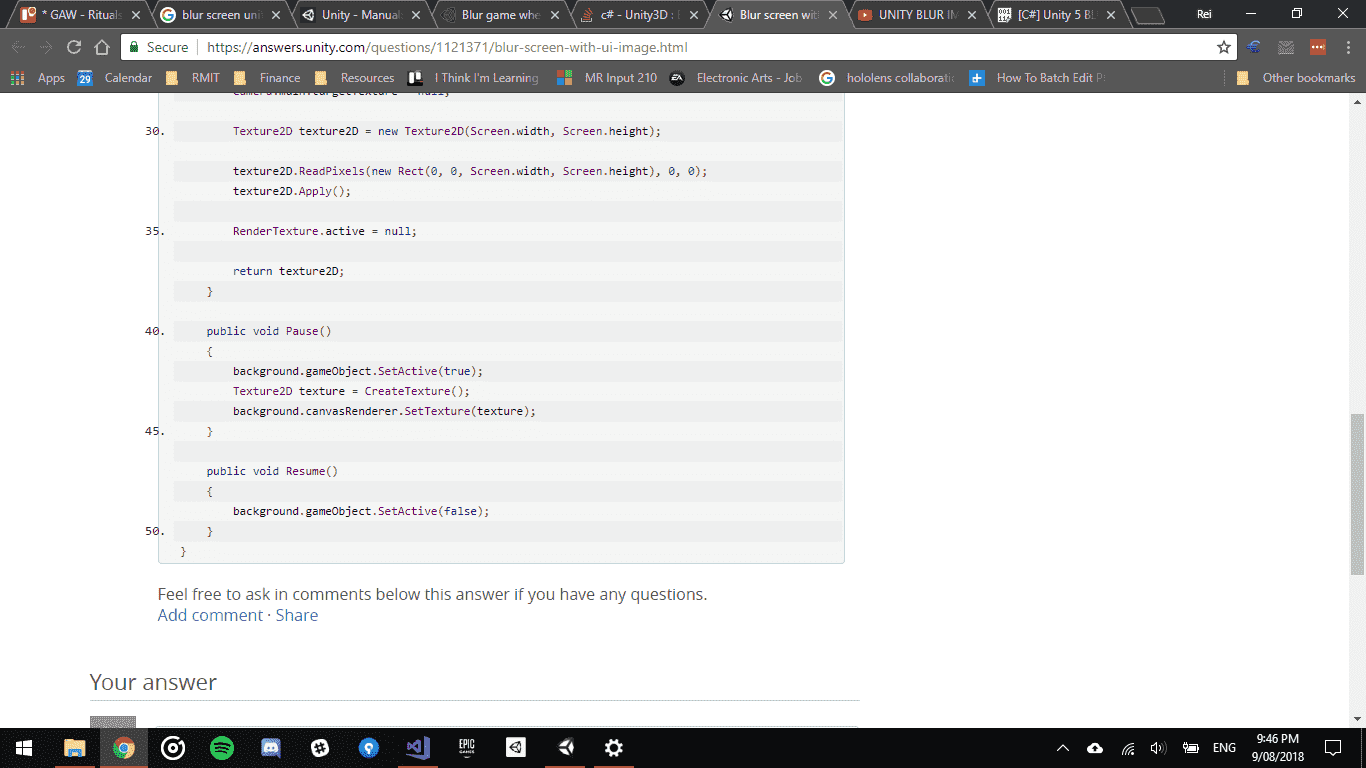 * GAW - Rituals
blur screen uni
Unity - Manual:
Blur game whe
c# - Unity3D :
Blur screen with
UNITY BLUR IM
[C#] Unity 5 BL
Rei
Secure
https://answers.unity.com/questions/1121371/blur-screen-with-ui-image.html
Apps
29
Calendar
RMIT
Finance
Resources
I Think I'm Learning
MR Input 210
EA
Electronic Arts - Job
hololens collaborati
How To Batch Edit P
Other bookmarks
30. Texture2D texture2D = new Texture2D(Screen.width, Screen.height);
texture2D.ReadPixels(new Rect(0, 0, Screen.width, Screen.height), 0, 0);
texture2D.Apply();
35. RenderTexture.active = null;
return texture2D;
}
40. public void Pause()
{
background.gameObject.SetActive(true);
Texture2D texture = CreateTexture();
background.canvasRenderer.SetTexture(texture);
45. }
public void Resume()
{
background.gameObject.SetActive(false);
50. }
}
Feel free to ask in comments below this answer if you have any questions.
Add comment · Share
Your answer
EPIC
GAMES
ENG
9:46 PM
9/08/2018